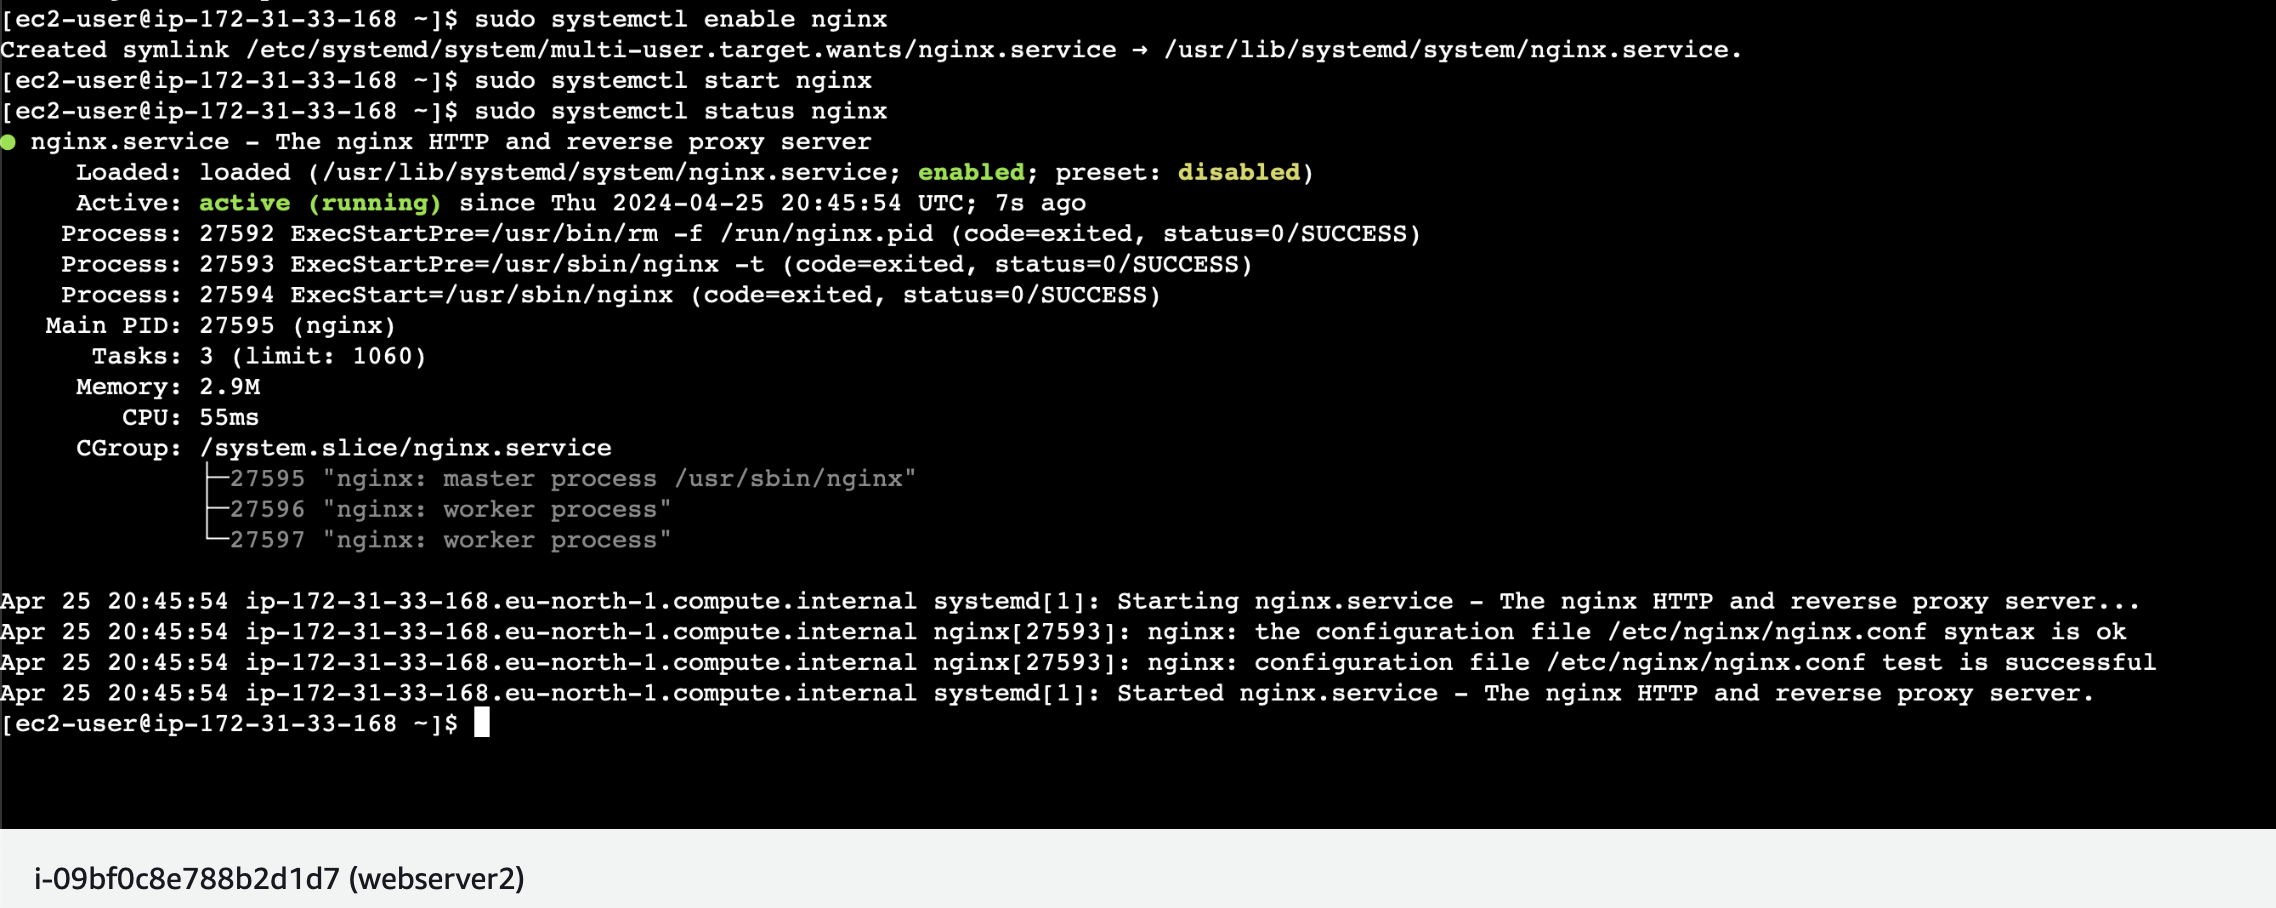 [ec2-user@ip-172-31-33-168 ~]$ sudo systemctl enable nginx
Created symlink /etc/systemd/system/multi-user.target.wants/nginx.service → /usr/lib/systemd/system/nginx.service.
[ec2-user@ip-172-31-33-168 ~]$ sudo systemctl start nginx
[ec2-user@ip-172-31-33-168 ~]$ sudo systemctl status nginx
● nginx.service - The nginx HTTP and reverse proxy server
     Loaded: loaded (/usr/lib/systemd/system/nginx.service; enabled; preset: disabled)
     Active: active (running) since Thu 2024-04-25 20:45:54 UTC; 7s ago
    Process: 27592 ExecStartPre=/usr/bin/rm -f /run/nginx.pid (code=exited, status=0/SUCCESS)
    Process: 27593 ExecStartPre=/usr/sbin/nginx -t (code=exited, status=0/SUCCESS)
    Process: 27594 ExecStart=/usr/sbin/nginx (code=exited, status=0/SUCCESS)
   Main PID: 27595 (nginx)
      Tasks: 3 (limit: 1060)
     Memory: 2.9M
        CPU: 55ms
     CGroup: /system.slice/nginx.service
             ├─27595 "nginx: master process /usr/sbin/nginx"
             ├─27596 "nginx: worker process"
             └─27597 "nginx: worker process"
Apr 25 20:45:54 ip-172-31-33-168.eu-north-1.compute.internal systemd[1]: Starting nginx.service - The nginx HTTP and reverse proxy server...
Apr 25 20:45:54 ip-172-31-33-168.eu-north-1.compute.internal nginx[27593]: nginx: the configuration file /etc/nginx/nginx.conf syntax is ok
Apr 25 20:45:54 ip-172-31-33-168.eu-north-1.compute.internal nginx[27593]: nginx: configuration file /etc/nginx/nginx.conf test is successful
Apr 25 20:45:54 ip-172-31-33-168.eu-north-1.compute.internal systemd[1]: Started nginx.service - The nginx HTTP and reverse proxy server.
[ec2-user@ip-172-31-33-168 ~]$
i-09bf0c8e788b2d1d7 (webserver2)